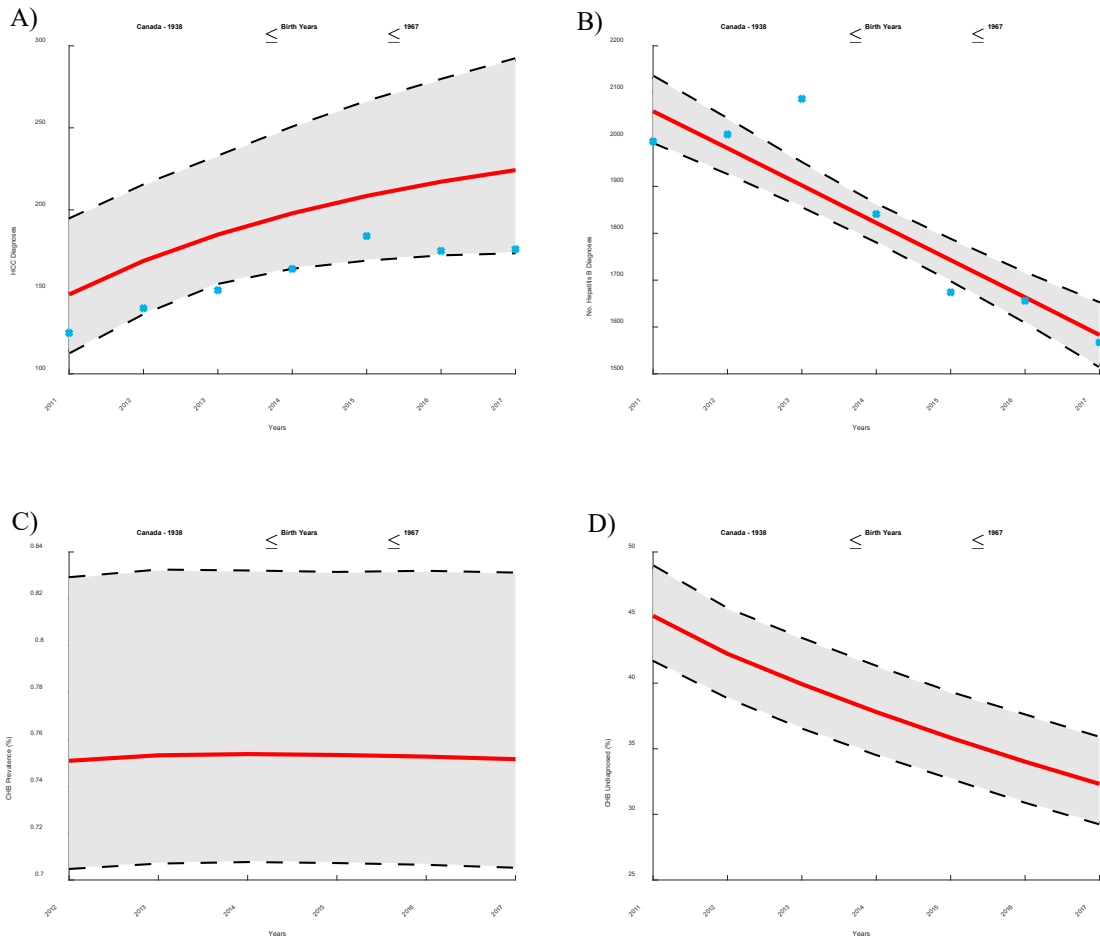 A)
Canada - 1938 ≤ Birth Years ≤ 1967
300
250
200
150
100
HCC Diagnoses
2011 2012 2013 2014 2015 2016 2017
Years
B)
Canada - 1938 ≤ Birth Years ≤ 1967
2200
2100
2000
1900
1800
1700
1600
1500
No. Hepatitis B Diagnoses
2011 2012 2013 2014 2015 2016 2017
Years
C)
Canada - 1938 ≤ Birth Years ≤ 1967
0.84
0.82
0.8
0.78
0.76
0.74
0.72
0.7
CHB Prevalence (%)
2012 2013 2014 2015 2016 2017
Years
D)
Canada - 1938 ≤ Birth Years ≤ 1967
50
45
40
35
30
25
CHB Undiagnosed (%)
2011 2012 2013 2014 2015 2016 2017
Years